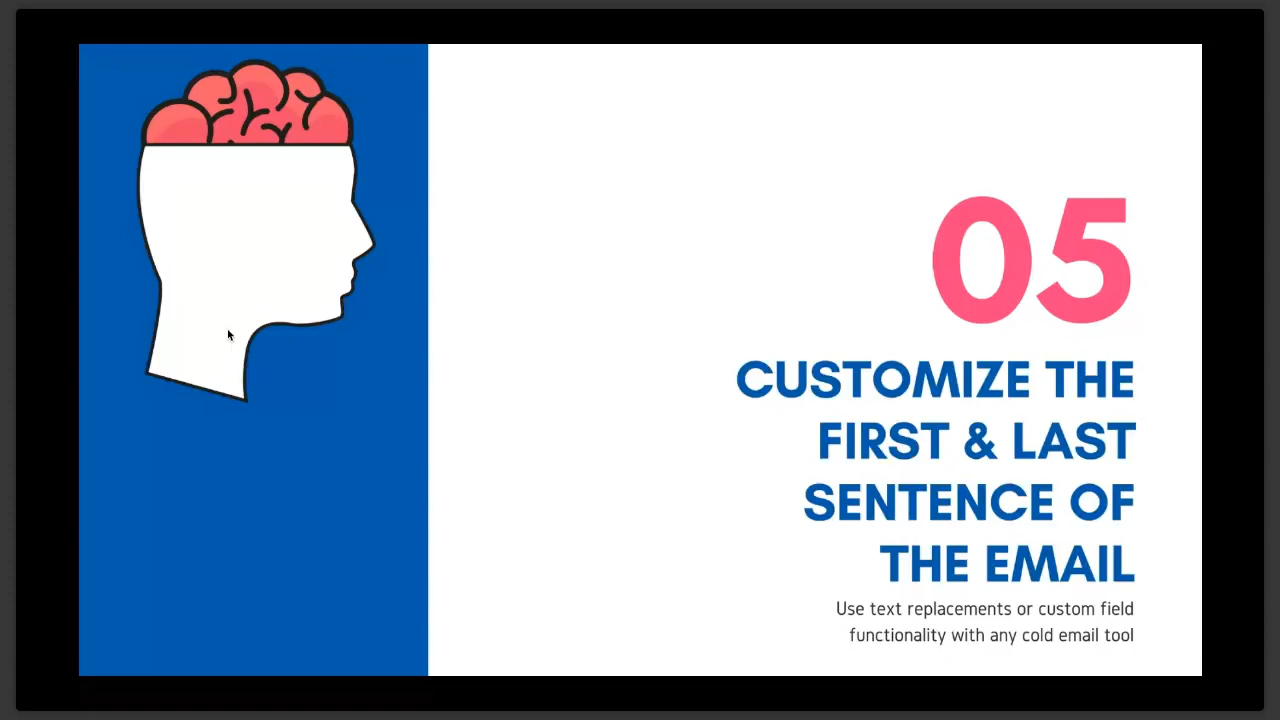 05
CUSTOMIZE THE
FIRST & LAST
SENTENCE OF
THE EMAIL
Use text replacements or custom field
functionality with any cold email tool